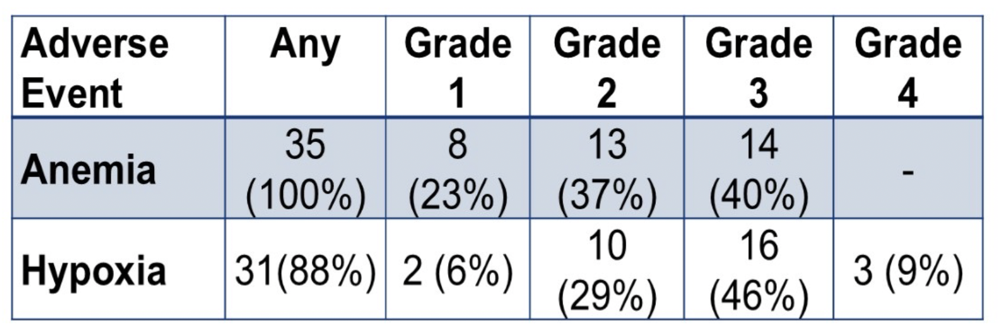 Adverse Event Any Grade 1 Grade 2 Grade 3 Grade 4
Anemia 35 (100%) 8 (23%) 13 (37%) 14 (40%) -
Hypoxia 31(88%) 2 (6%) 10 (29%) 16 (46%) 3 (9%)